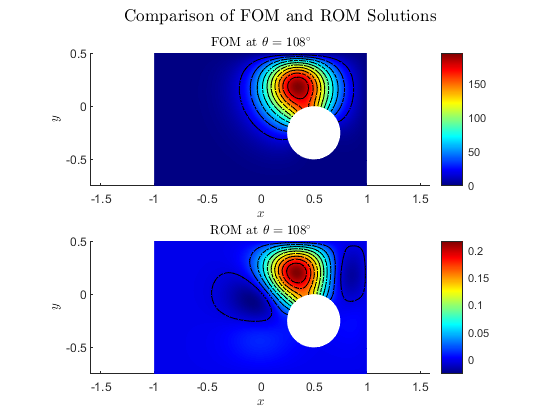 Comparison of FOM and ROM Solutions
FOM at θ = 108°
0.5
0
-0.5
y
-1.5 -1 -0.5 0 0.5 1 1.5
x
150
100
50
0
ROM at θ = 108°
0.5
0
-0.5
y
-1.5 -1 -0.5 0 0.5 1 1.5
x
0.2
0.15
0.1
0.05
0